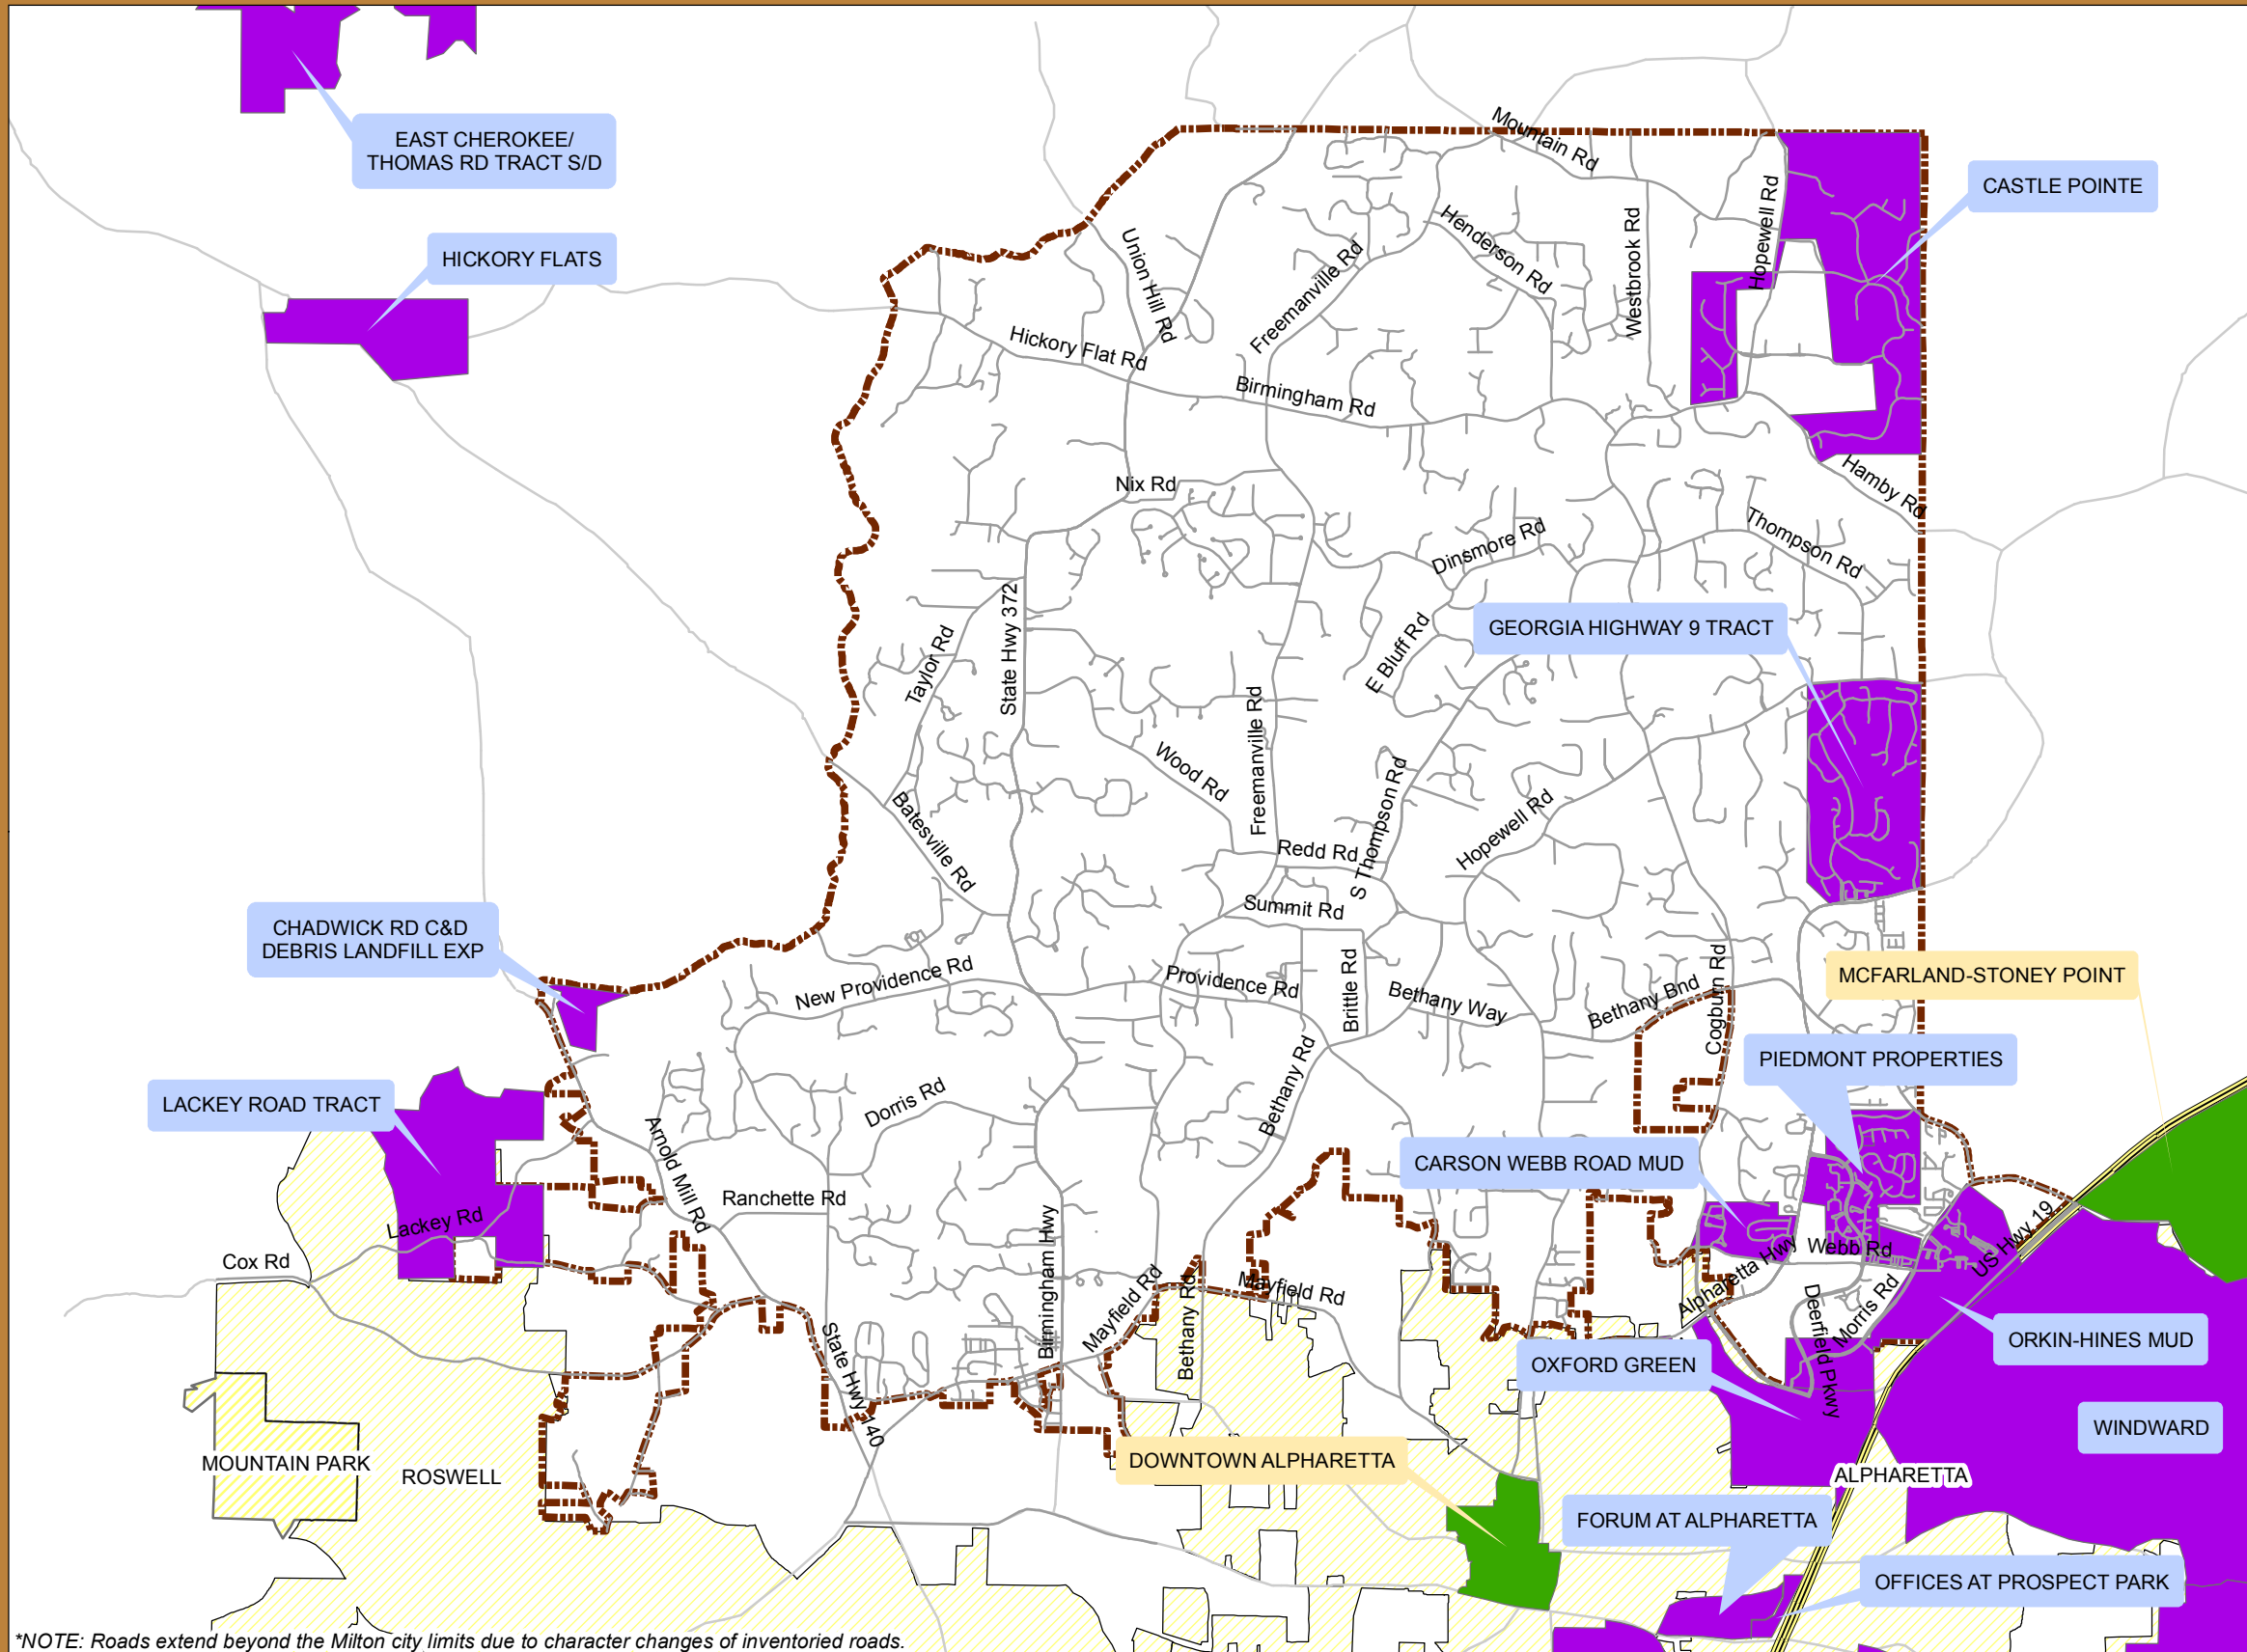 Mountain Rd
EAST CHEROKEE/
THOMAS RD TRACT S/D
CASTLE POINTE
Hopewell Rd
Henderson Rd
Westbrook Rd
Union Hill Rd
Freemanville Rd
HICKORY FLATS
Hickory Flat Rd
Birmingham Rd
Hamby Rd
Nix Rd
Thompson Rd
Dinsmore Rd
State Hwy 372
Taylor Rd
E Bluff Rd
GEORGIA HIGHWAY 9 TRACT
Freemanville Rd
Wood Rd
S Thompson Rd
Hopewell Rd
Batesville Rd
Redd Rd
Summit Rd
CHADWICK RD C&D
DEBRIS LANDFILL EXP
New Providence Rd
Providence Rd
Brittle Rd
Bethany Way
Bethany Bnd
Cogburn Rd
MCFARLAND-STONEY POINT
PIEDMONT PROPERTIES
LACKEY ROAD TRACT
Dorris Rd
Bethany Rd
Arnold Mill Rd
CARSON WEBB ROAD MUD
Ranchette Rd
Lackey Rd
Cox Rd
Birmingham Hwy
Mayfield Rd
Bethany Rd
Mayfield Rd
Alpharetta Hwy
Webb Rd
US Hwy 19
Deerfield Pkwy
Morris Rd
ORKIN-HINES MUD
State Hwy 140
OXFORD GREEN
WINDWARD
MOUNTAIN PARK
ROSWELL
DOWNTOWN ALPHARETTA
ALPHARETTA
FORUM AT ALPHARETTA
OFFICES AT PROSPECT PARK
*NOTE: Roads extend beyond the Milton city limits due to character changes of inventoried roads.